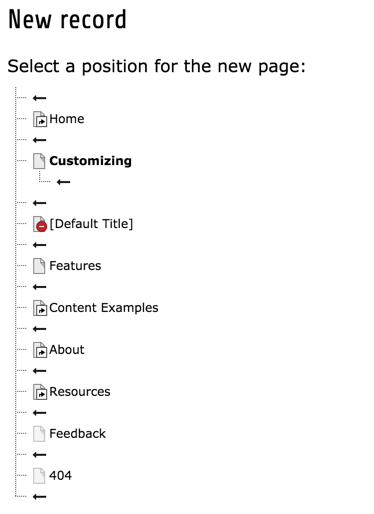 New record
Select a position for the new page:
Home
Customizing
[Default Title]
Features
Content Examples
About
Resources
Feedback
404